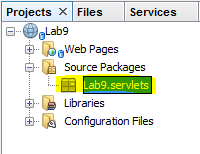 Projects Files Services
Lab9
Web Pages
Source Packages
Lab9.servlets
Libraries
Configuration Files